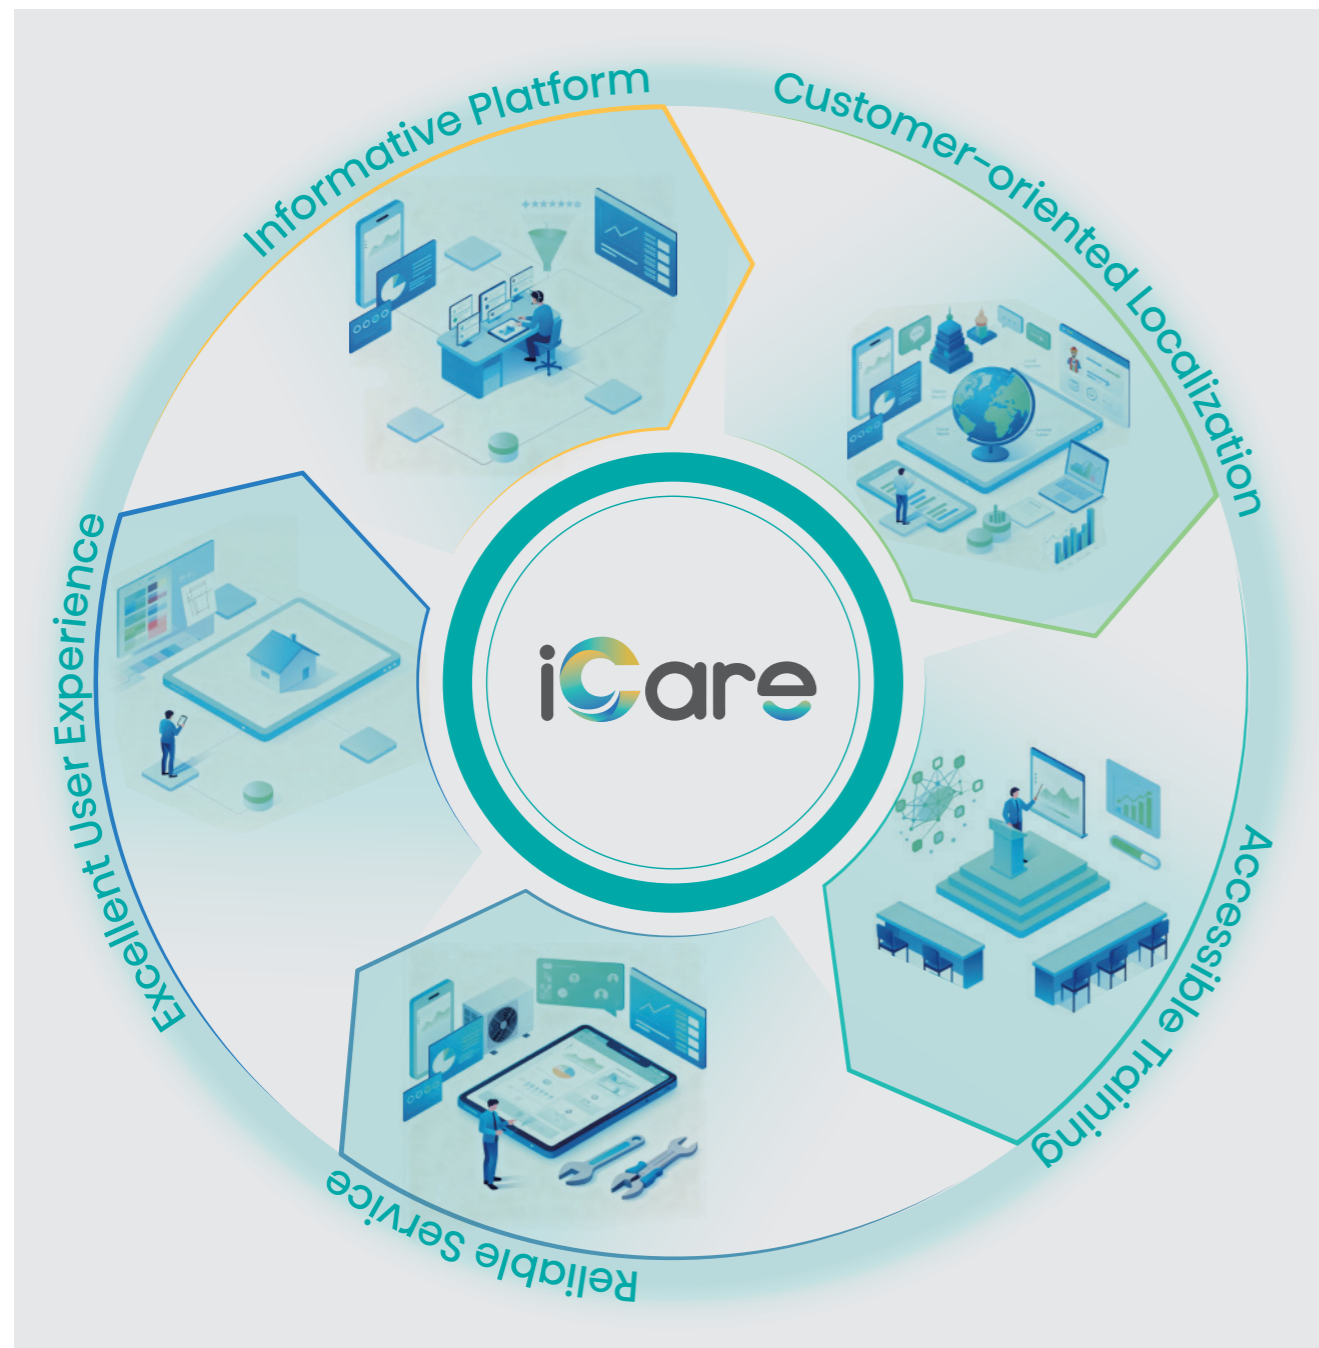 Informative Platform
Customer-oriented Localization
Accessible Training
Reliable Service
Excellent User Experience
iCare